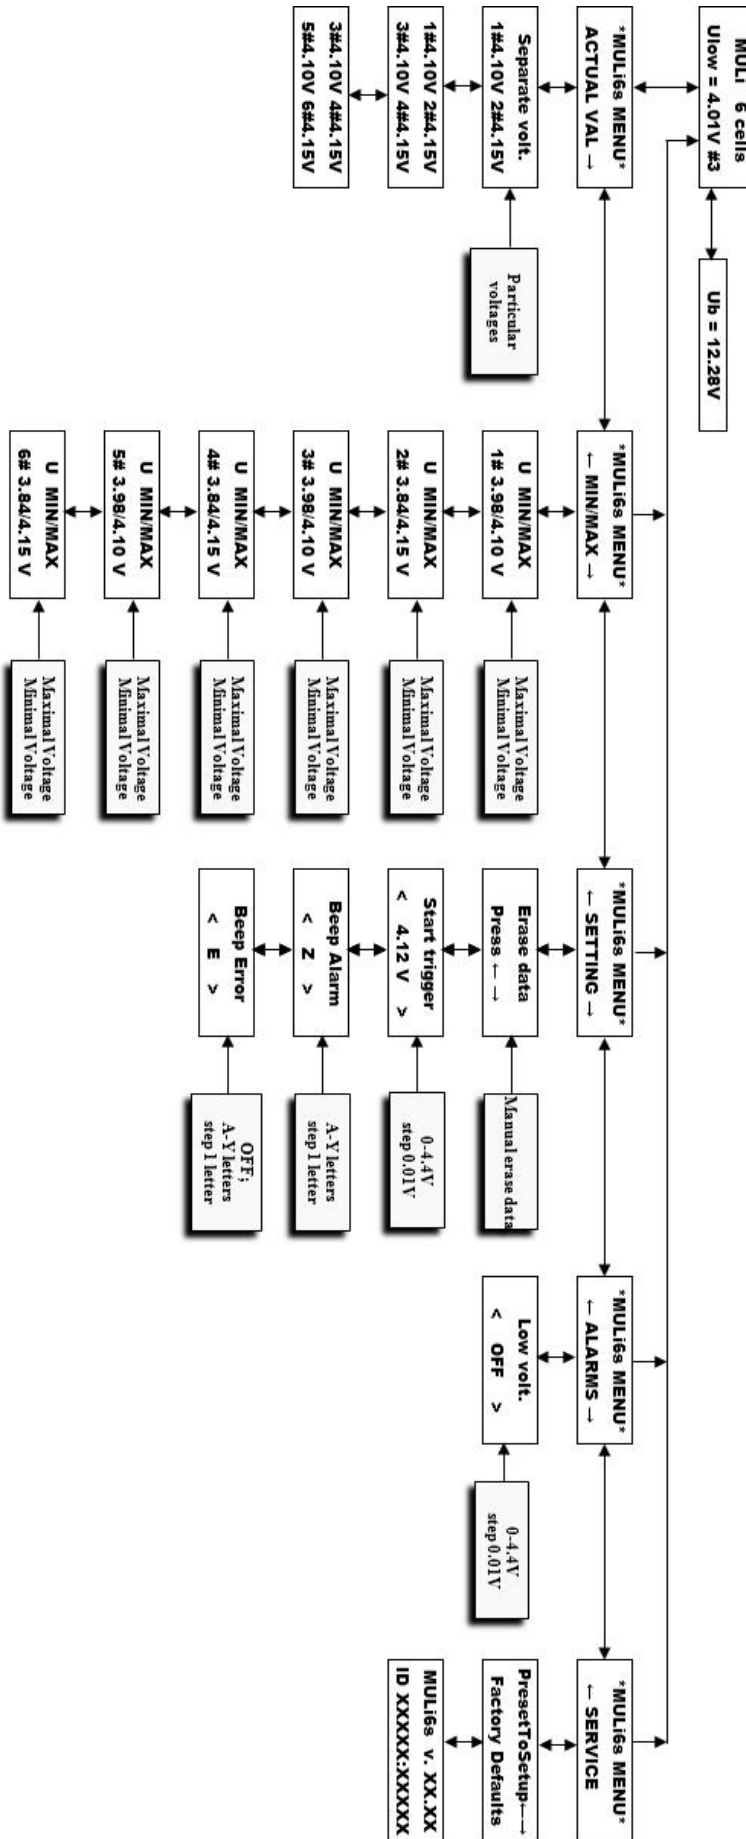 MULi 6 cells
Ulow = 4.01V #3
Ub = 12.28V
*MULi6s MENU*
ACTUAL VAL →
Separate volt.
1#4.10V 2#4.15V
Particular
voltages
1#4.10V 2#4.15V
3#4.10V 4#4.15V
3#4.10V 4#4.15V
5#4.10V 6#4.15V
*MULi6s MENU*
← MIN/MAX →
U MIN/MAX
1# 3.98/4.10 V
Maximal Voltage
Minimal Voltage
U MIN/MAX
2# 3.84/4.15 V
Maximal Voltage
Minimal Voltage
U MIN/MAX
3# 3.98/4.10 V
Maximal Voltage
Minimal Voltage
U MIN/MAX
4# 3.84/4.15 V
Maximal Voltage
Minimal Voltage
U MIN/MAX
5# 3.98/4.10 V
Maximal Voltage
Minimal Voltage
U MIN/MAX
6# 3.84/4.15 V
Maximal Voltage
Minimal Voltage
*MULi6s MENU*
← SETTING →
Erase data
Press ← →
Manual erase data
Start trigger
< 4.12 V >
0-4.4V
step 0.01V
Beep Alarm
< Z >
A-Y letters
step 1 letter
Beep Error
< E >
OFF;
A-Y letters
step 1 letter
*MULi6s MENU*
← ALARMS →
Low volt.
< OFF >
0-4.4V
step 0.01V
*MULi6s MENU*
← SERVICE
PresetToSetup←→
Factory Defaults
MULi6s v. XX.XX
ID XXXXX:XXXXX